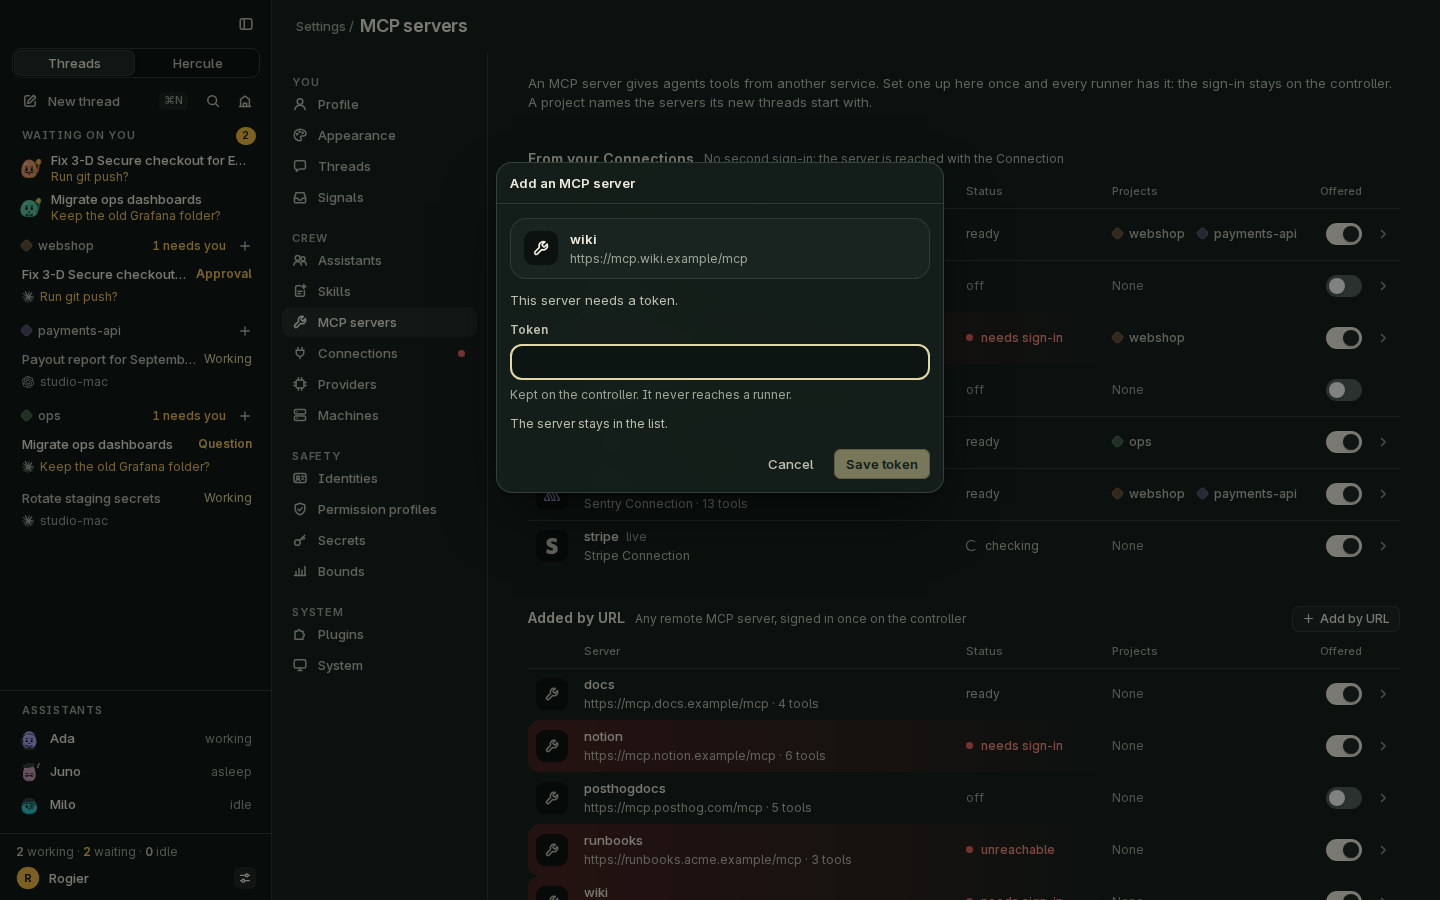 Settings / MCP servers
Threads
Hercule
New thread
⌘N
WAITING ON YOU
2
Fix 3-D Secure checkout for E…
Run git push?
Migrate ops dashboards
Keep the old Grafana folder?
webshop
1 needs you
Fix 3-D Secure checkout…
Approval
Run git push?
payments-api
Payout report for Septemb…
Working
studio-mac
ops
1 needs you
Migrate ops dashboards
Question
Keep the old Grafana folder?
Rotate staging secrets
Working
studio-mac
ASSISTANTS
Ada
working
Juno
asleep
Milo
idle
2 working · 2 waiting · 0 idle
R
Rogier
YOU
Profile
Appearance
Threads
Signals
CREW
Assistants
Skills
MCP servers
Connections
Providers
Machines
SAFETY
Identities
Permission profiles
Secrets
Bounds
SYSTEM
Plugins
System
An MCP server gives agents tools from another service. Set one up here once and every runner has it: the sign-in stays on the controller.
A project names the servers its new threads start with.
From your Connections No second sign-in: the server is reached with the Connection
Status
Projects
Offered
ready
webshop
payments-api
off
None
needs sign-in
webshop
off
None
ready
ops
ready
webshop
payments-api
Sentry Connection · 13 tools
stripe live
Stripe Connection
checking
None
Add an MCP server
wiki
https://mcp.wiki.example/mcp
This server needs a token.
Token
Kept on the controller. It never reaches a runner.
The server stays in the list.
Cancel
Save token
Added by URL Any remote MCP server, signed in once on the controller
Add by URL
Server
Status
Projects
Offered
docs
https://mcp.docs.example/mcp · 4 tools
ready
None
notion
https://mcp.notion.example/mcp · 6 tools
needs sign-in
None
posthogdocs
https://mcp.posthog.com/mcp · 5 tools
off
None
runbooks
https://runbooks.acme.example/mcp · 3 tools
unreachable
None
wiki